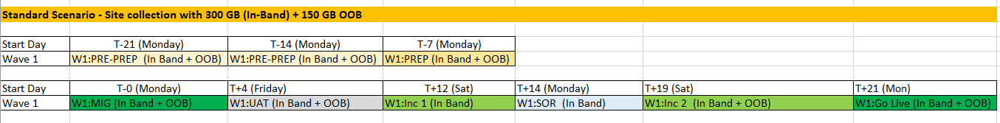 Standard Scenario - Site collection with 300 GB (In-Band) + 150 GB OOB
Start Day T-21 (Monday) T-14 (Monday) T-7 (Monday)
Wave 1 W1:PRE-PREP (In Band + OOB) W1:PRE-PREP (In Band + OOB) W1:PREP (In Band + OOB)
Start Day T-0 (Monday) T+4 (Friday) T+12 (Sat) T+14 (Monday) T+19 (Sat) T+21 (Mon)
Wave 1 W1:MIG (In Band + OOB) W1:UAT (In Band + OOB) W1:Inc 1 (In Band) W1:SOR (In Band) W1:Inc 2 (In Band + OOB) W1:Go Live (In Band + OOB)